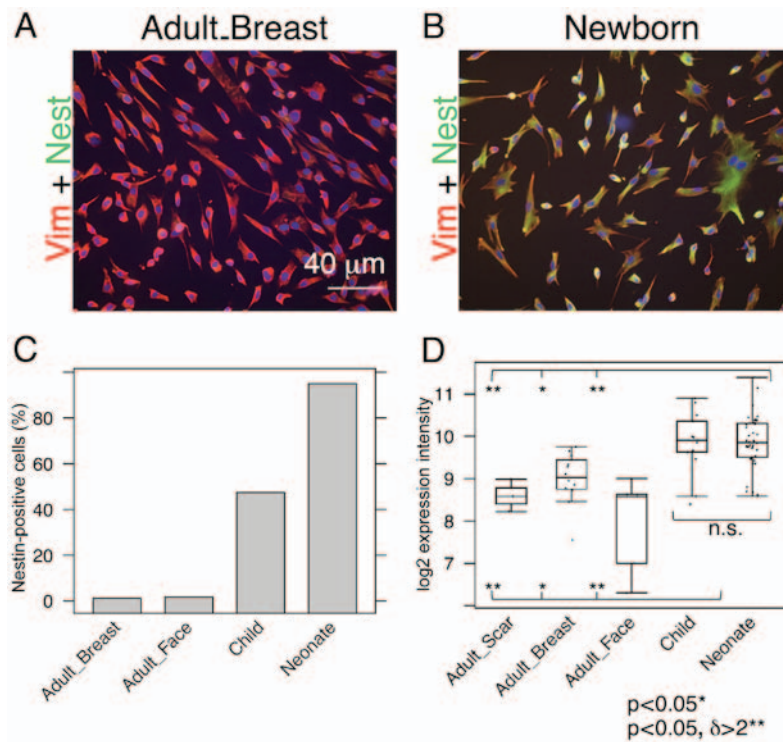 A Adult_Breast
B Newborn
Vim + Nest
Vim + Nest
40 μm
C
Nestin-positive cells (%)
80
60
40
20
0
Adult_Breast
Adult_Face
Child
Neonate
D
log2 expression intensity
11
10
9
8
7
** * **
n.s.
** * **
Adult_Scar
Adult_Breast
Adult_Face
Child
Neonate
p<0.05*
p<0.05, δ>2**